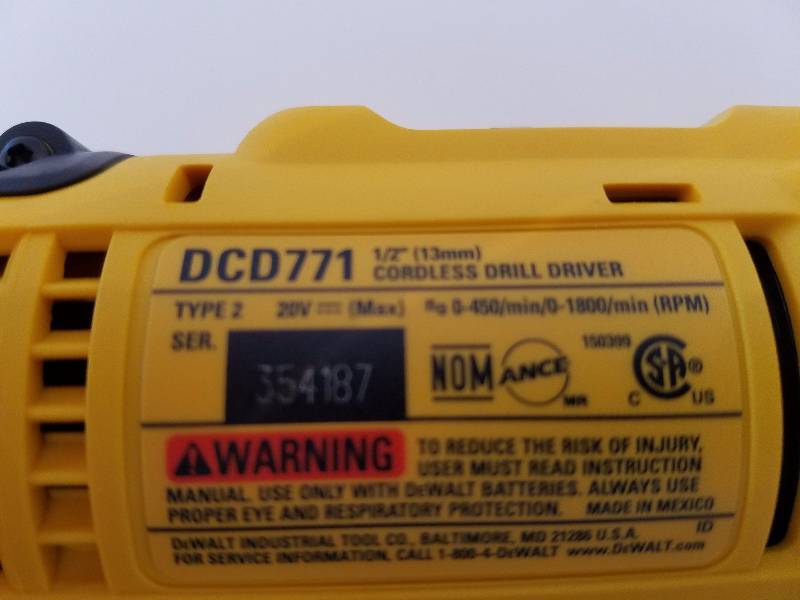 DCD771 1/2" (13mm)
CORDLESS DRILL DRIVER
TYPE 2 20V ⎓ (Max) n₀ 0-450/min/0-1800/min (RPM)
SER. 354187
NOM ANCE MR
150399
CSA® C US
⚠WARNING TO REDUCE THE RISK OF INJURY,
USER MUST READ INSTRUCTION
MANUAL. USE ONLY WITH DEWALT BATTERIES. ALWAYS USE
PROPER EYE AND RESPIRATORY PROTECTION. MADE IN MEXICO
ID
DEWALT INDUSTRIAL TOOL CO., BALTIMORE, MD 21286 U.S.A.
FOR SERVICE INFORMATION, CALL 1-800-4-DEWALT www.DEWALT.com